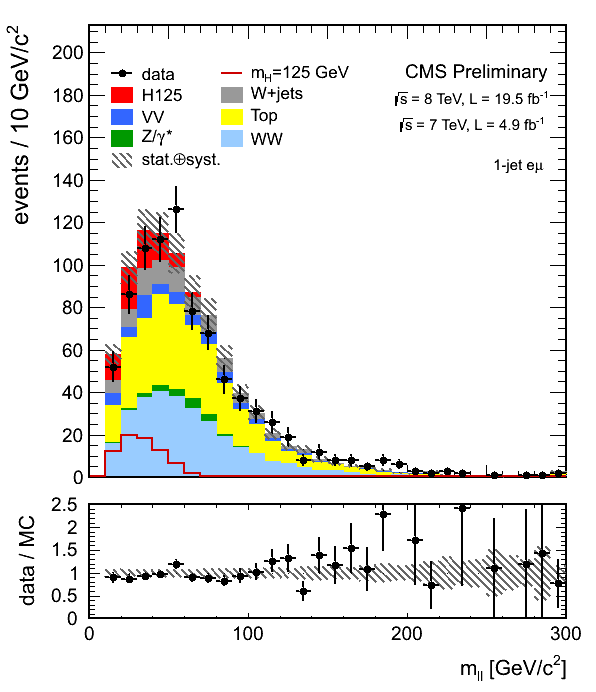 events / 10 GeV/c²
200
180
160
140
120
100
80
60
40
20
0
data
H125
VV
Z/γ*
stat.⊕syst.
m_H=125 GeV
W+jets
Top
WW
CMS Preliminary
√s = 8 TeV, L = 19.5 fb⁻¹
√s = 7 TeV, L = 4.9 fb⁻¹
1-jet eμ
data / MC
2.5
2
1.5
1
0.5
0
0
100
200
300
m_ll [GeV/c²]